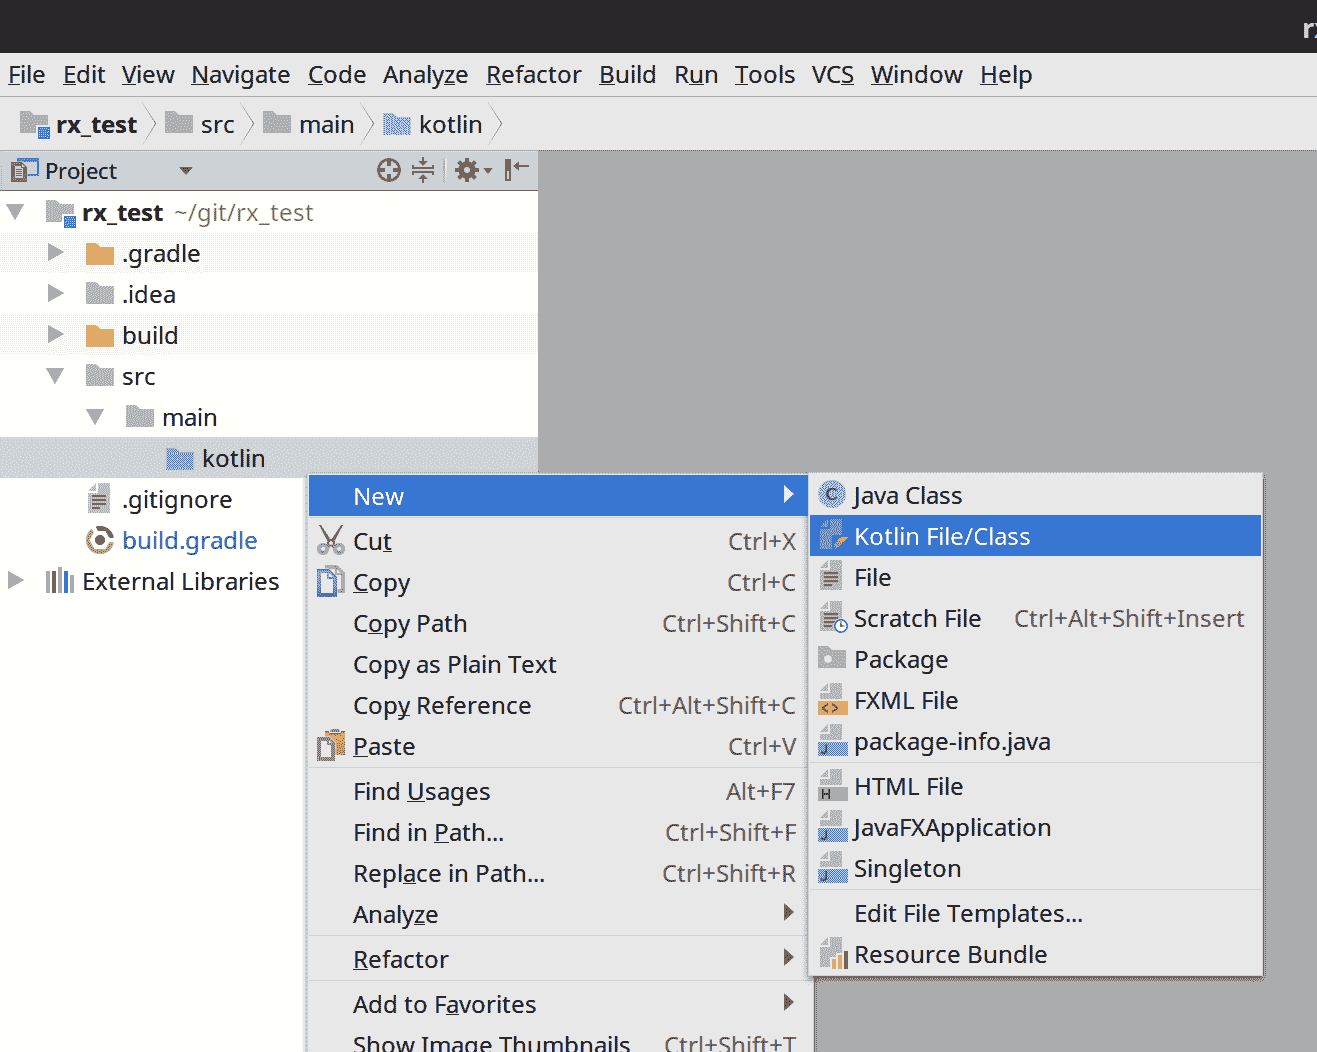 File Edit View Navigate Code Analyze Refactor Build Run Tools VCS Window Help
rx_test src main kotlin
Project
rx_test ~/git/rx_test
.gradle
.idea
build
src
main
kotlin
.gitignore
build.gradle
External Libraries
New
Cut Ctrl+X
Copy Ctrl+C
Copy Path Ctrl+Shift+C
Copy as Plain Text
Copy Reference Ctrl+Alt+Shift+C
Paste Ctrl+V
Find Usages Alt+F7
Find in Path... Ctrl+Shift+F
Replace in Path... Ctrl+Shift+R
Analyze
Refactor
Add to Favorites
Show Image Thumbnails Ctrl+Shift+T
Java Class
Kotlin File/Class
File
Scratch File Ctrl+Alt+Shift+Insert
Package
FXML File
package-info.java
HTML File
JavaFXApplication
Singleton
Edit File Templates...
Resource Bundle